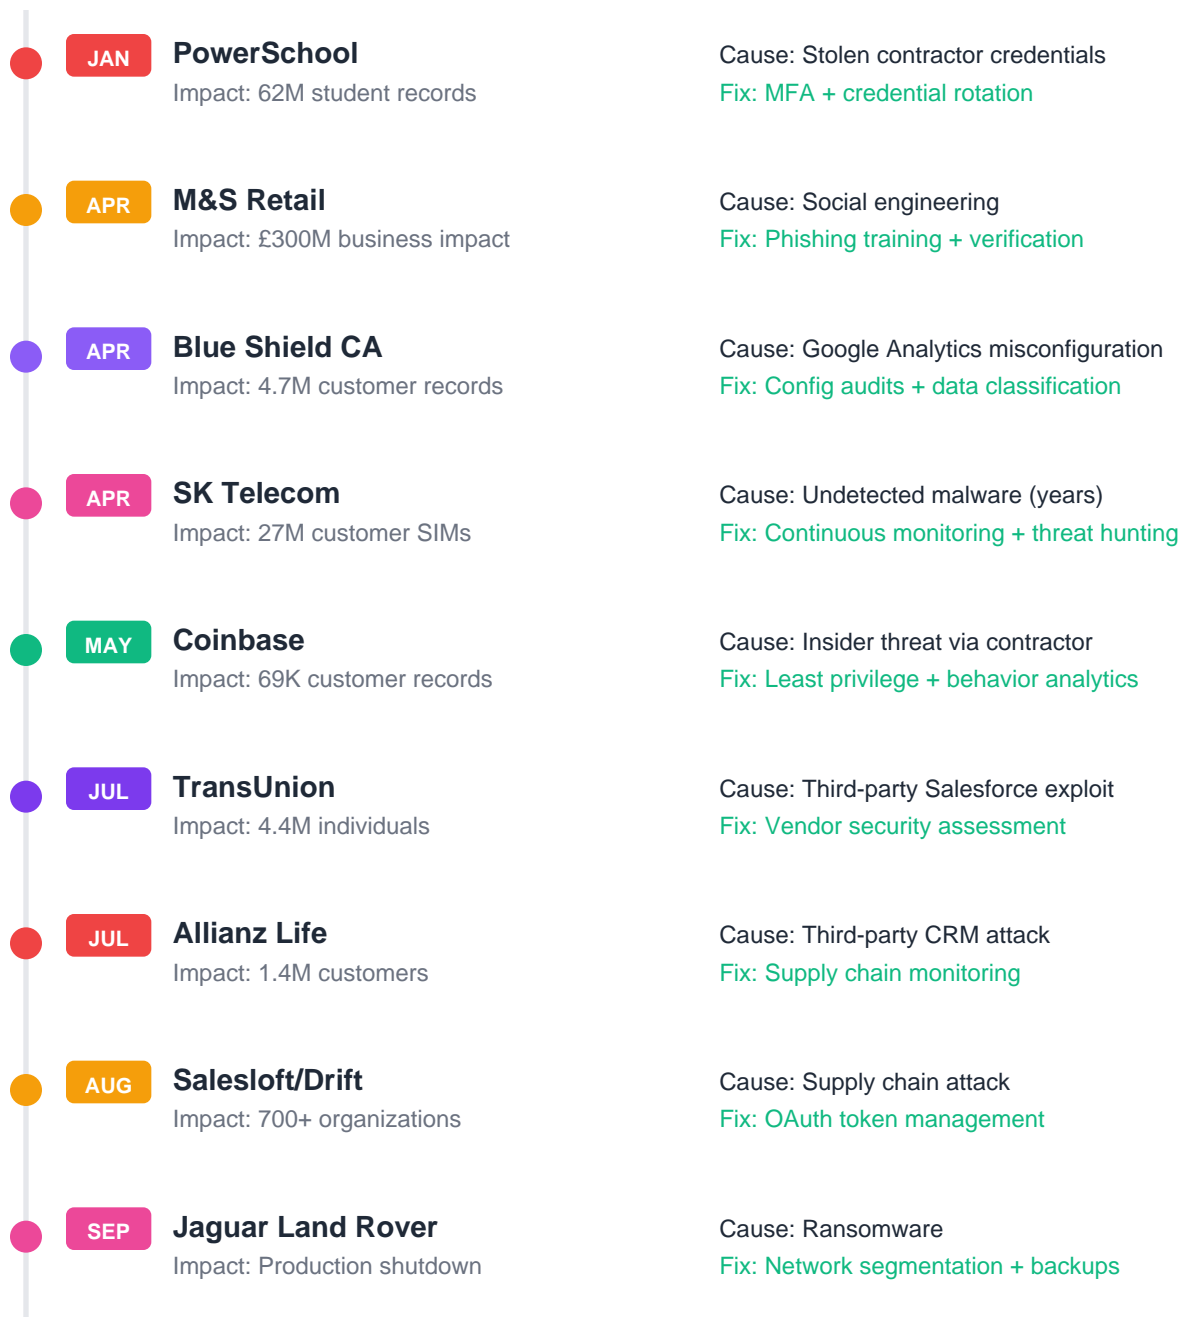 JAN
PowerSchool
Impact: 62M student records
Cause: Stolen contractor credentials
Fix: MFA + credential rotation
APR
M&S Retail
Impact: £300M business impact
Cause: Social engineering
Fix: Phishing training + verification
APR
Blue Shield CA
Impact: 4.7M customer records
Cause: Google Analytics misconfiguration
Fix: Config audits + data classification
APR
SK Telecom
Impact: 27M customer SIMs
Cause: Undetected malware (years)
Fix: Continuous monitoring + threat hunting
MAY
Coinbase
Impact: 69K customer records
Cause: Insider threat via contractor
Fix: Least privilege + behavior analytics
JUL
TransUnion
Impact: 4.4M individuals
Cause: Third-party Salesforce exploit
Fix: Vendor security assessment
JUL
Allianz Life
Impact: 1.4M customers
Cause: Third-party CRM attack
Fix: Supply chain monitoring
AUG
Salesloft/Drift
Impact: 700+ organizations
Cause: Supply chain attack
Fix: OAuth token management
SEP
Jaguar Land Rover
Impact: Production shutdown
Cause: Ransomware
Fix: Network segmentation + backups